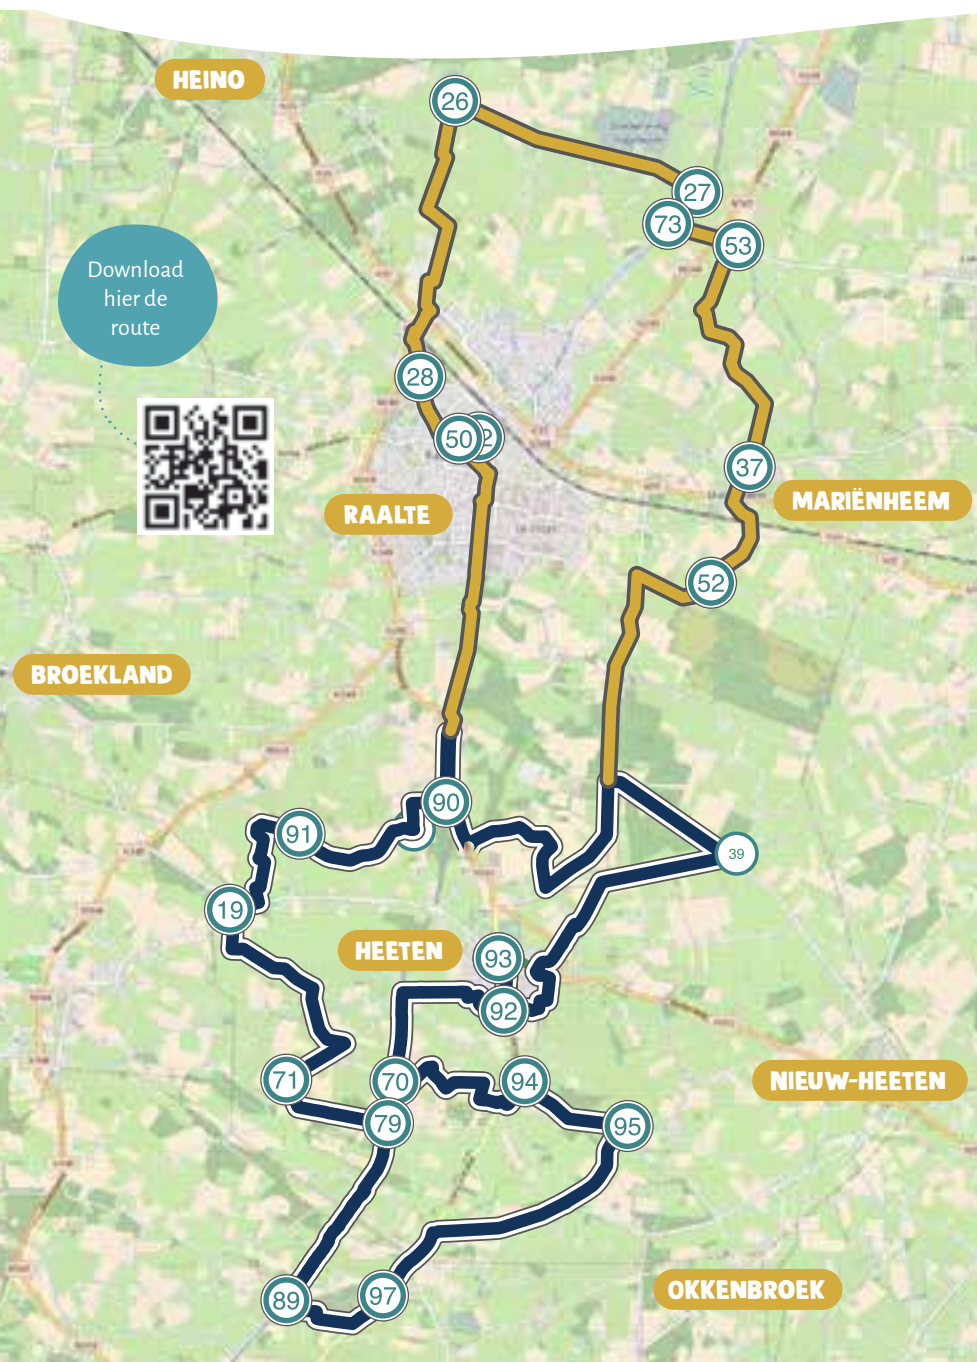 HEINO
26
27
73
53
Download
hier de
route
28
50
37
MARIËNHEEM
RAALTE
52
BROEKLAND
90
91
39
19
HEETEN
93
92
71
70
94
NIEUW-HEETEN
79
95
OKKENBROEK
89
97